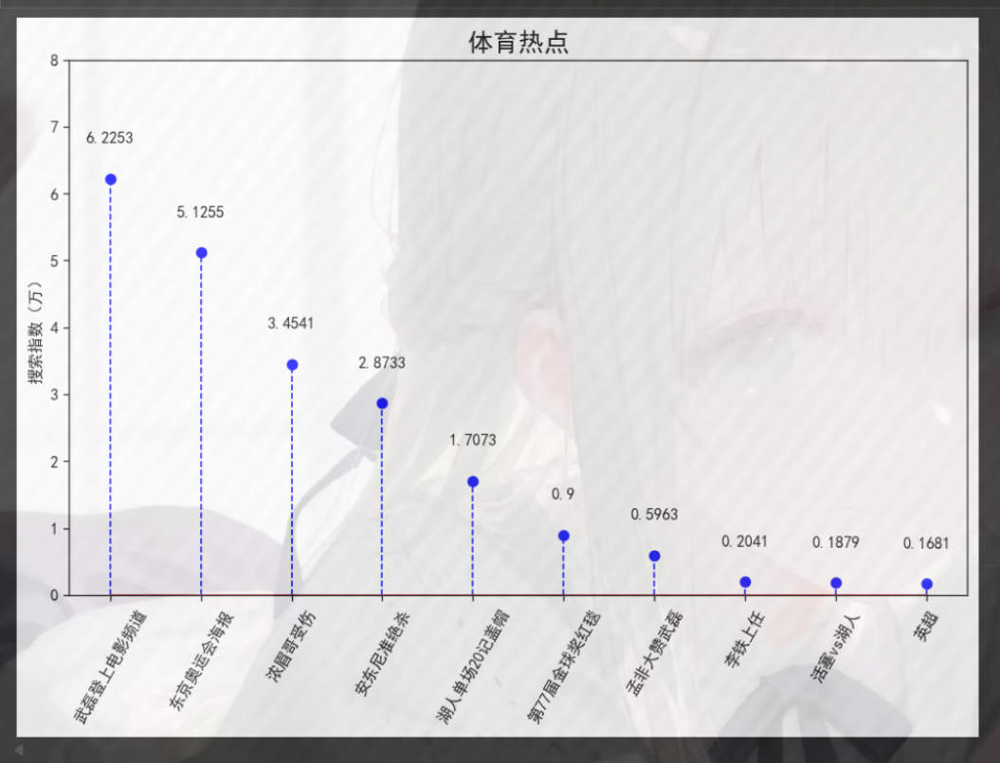 体育热点
搜索指数（万）
8
7
6
5
4
3
2
1
0
6.2253
5.1255
3.4541
2.8733
1.7073
0.9
0.5963
0.2041
0.1879
0.1681
武磊登上电影频道
东京奥运会海报
浓眉哥受伤
安东尼准绝杀
湖人单场20记盖帽
第77届金球奖红毯
孟非大赞武磊
李铁上任
活塞vs湖人
英超